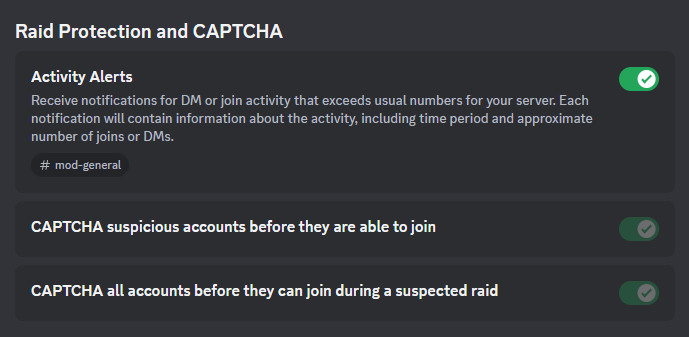 Raid Protection and CAPTCHA
Activity Alerts
Receive notifications for DM or join activity that exceeds usual numbers for your server. Each
notification will contain information about the activity, including time period and approximate
number of joins or DMs.
# mod-general
CAPTCHA suspicious accounts before they are able to join
CAPTCHA all accounts before they can join during a suspected raid